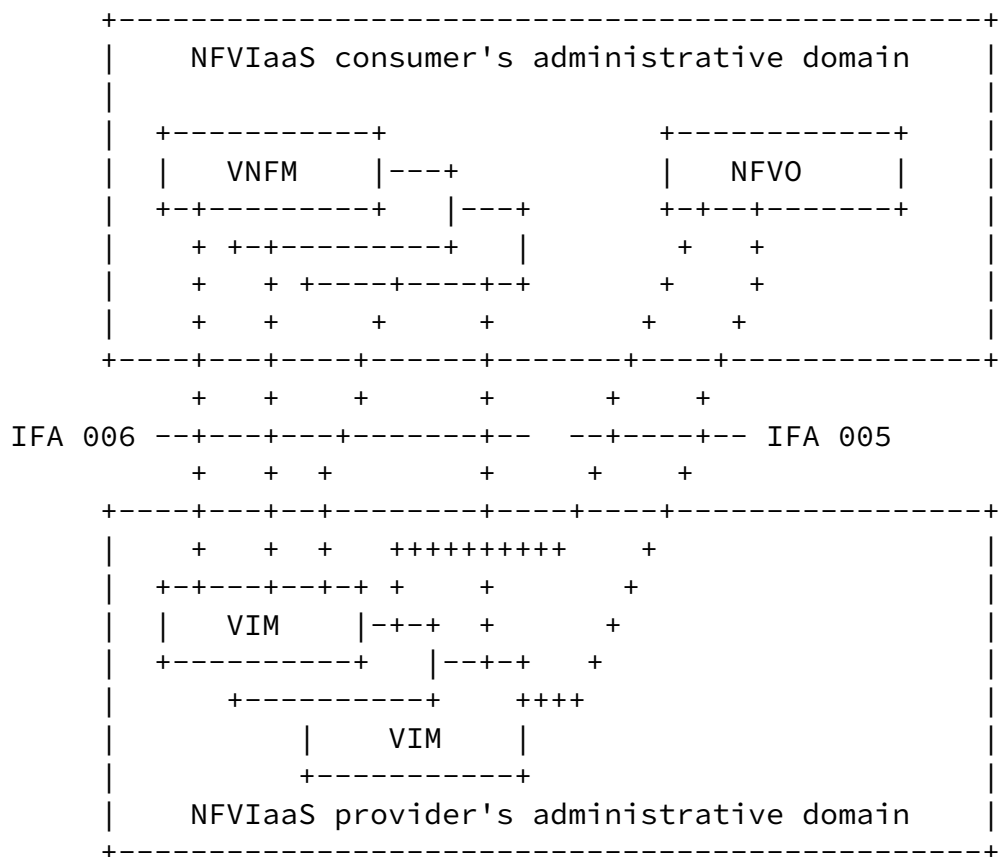 NFVIaaS consumer's administrative domain
VNFM NFVO
IFA 006 IFA 005
VIM
VIM
NFVIaaS provider's administrative domain